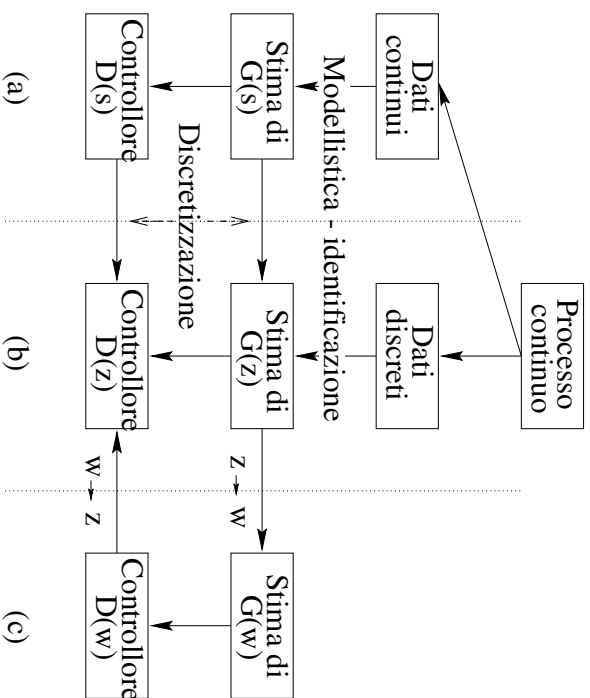 Processo
continuo
Dati
continui
Dati
discreti
Modellistica - identificazione
Stima di
G(s)
Stima di
G(z)
z → w
Stima di
G(w)
Discretizzazione
Controllore
D(s)
Controllore
D(z)
w → z
Controllore
D(w)
(a)
(b)
(c)